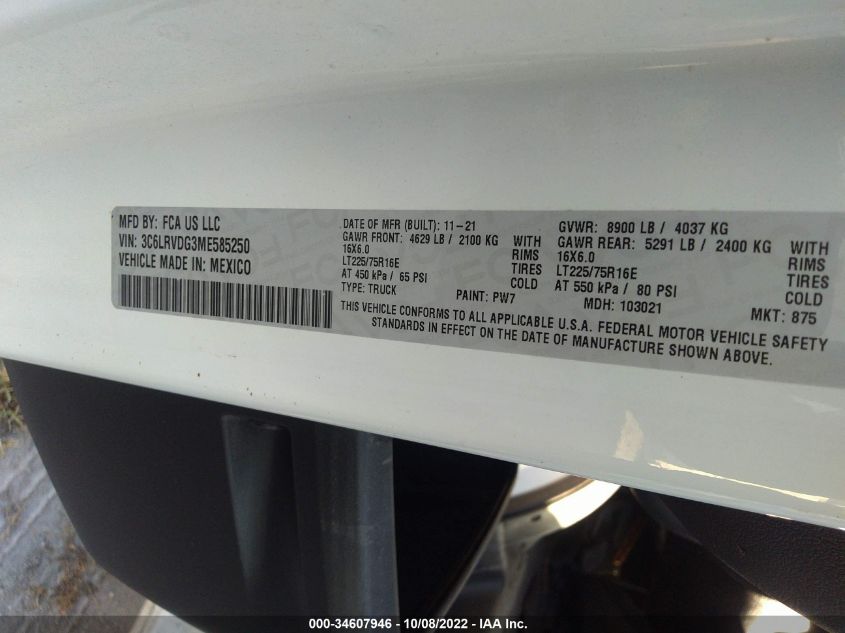 MFD BY: FCA US LLC
VIN: 3C6LRVDG3ME585250
VEHICLE MADE IN: MEXICO
DATE OF MFR (BUILT): 11-21
GAWR FRONT: 4629 LB / 2100 KG WITH
16X6.0 RIMS
LT225/75R16E TIRES
AT 450 kPa / 65 PSI COLD
TYPE: TRUCK PAINT: PW7
GVWR: 8900 LB / 4037 KG
GAWR REAR: 5291 LB / 2400 KG WITH
16X6.0 RIMS
LT225/75R16E TIRES
AT 550 kPa / 80 PSI COLD
MDH: 103021 MKT: 875
THIS VEHICLE CONFORMS TO ALL APPLICABLE U.S.A. FEDERAL MOTOR VEHICLE SAFETY
STANDARDS IN EFFECT ON THE DATE OF MANUFACTURE SHOWN ABOVE.
000-34607946 - 10/08/2022 - IAA Inc.